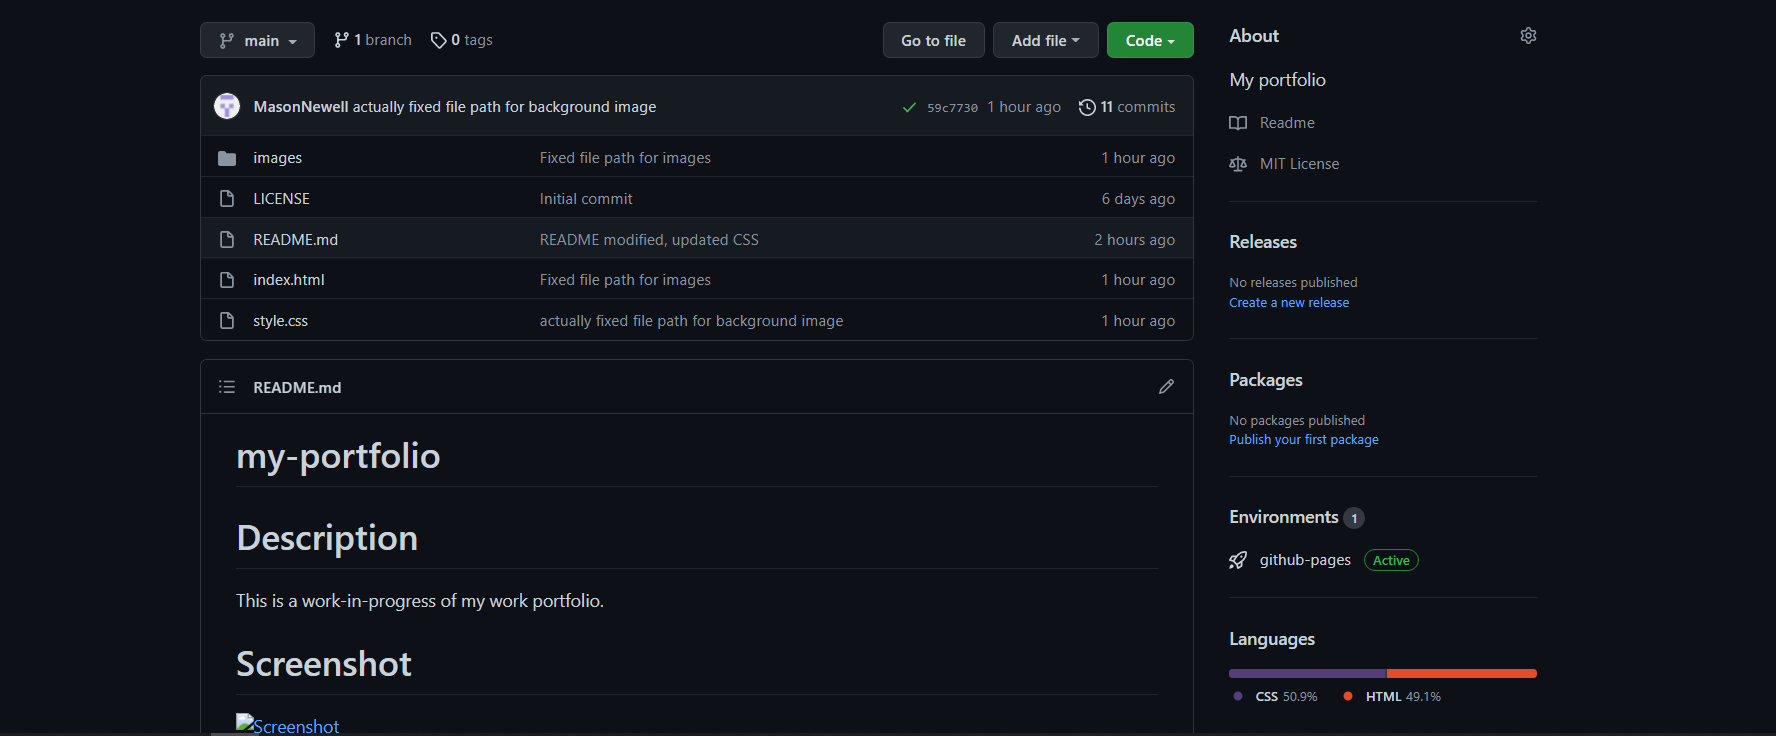 main 1 branch 0 tags Go to file Add file Code
MasonNewell actually fixed file path for background image 59c7730 1 hour ago 11 commits
images Fixed file path for images 1 hour ago
LICENSE Initial commit 6 days ago
README.md README modified, updated CSS 2 hours ago
index.html Fixed file path for images 1 hour ago
style.css actually fixed file path for background image 1 hour ago
README.md
my-portfolio
Description
This is a work-in-progress of my work portfolio.
Screenshot
Screenshot
About
My portfolio
Readme
MIT License
Releases
No releases published
Create a new release
Packages
No packages published
Publish your first package
Environments 1
github-pages Active
Languages
CSS 50.9% HTML 49.1%